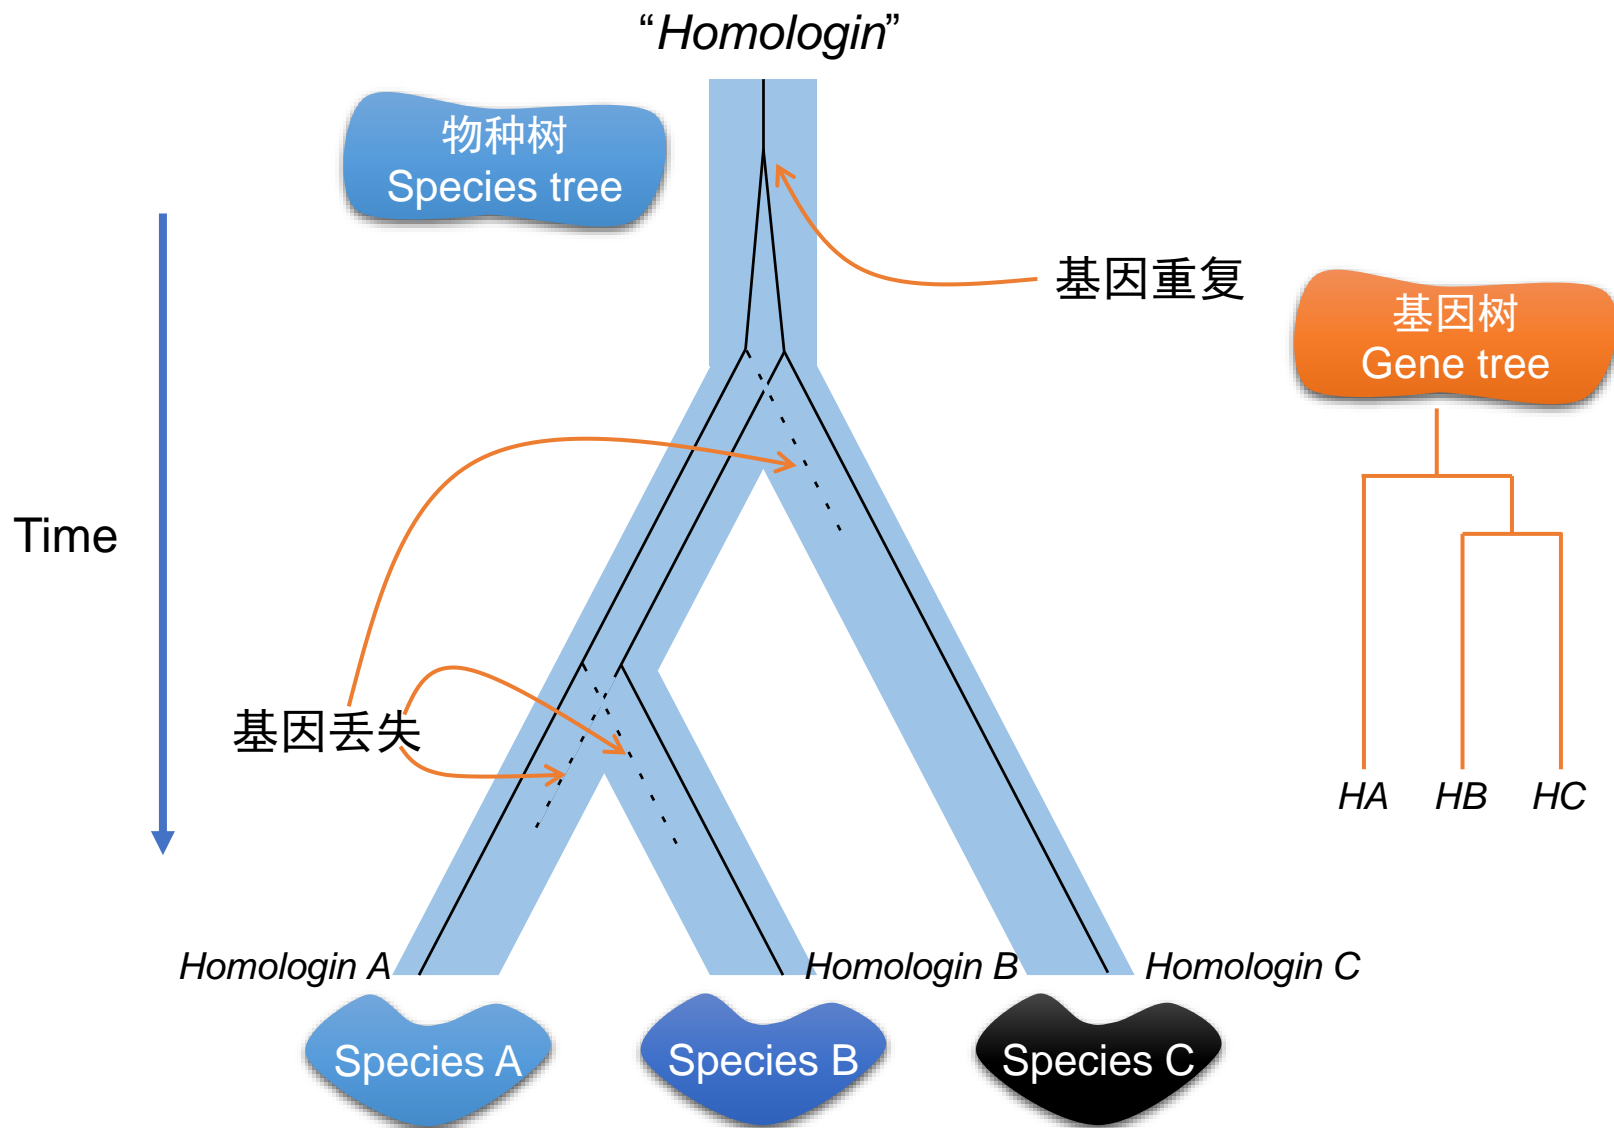 “Homologin”
物种树
Species tree
基因重复
基因树
Gene tree
Time
基因丢失
HA HB HC
Homologin A
Homologin B
Homologin C
Species A
Species B
Species C